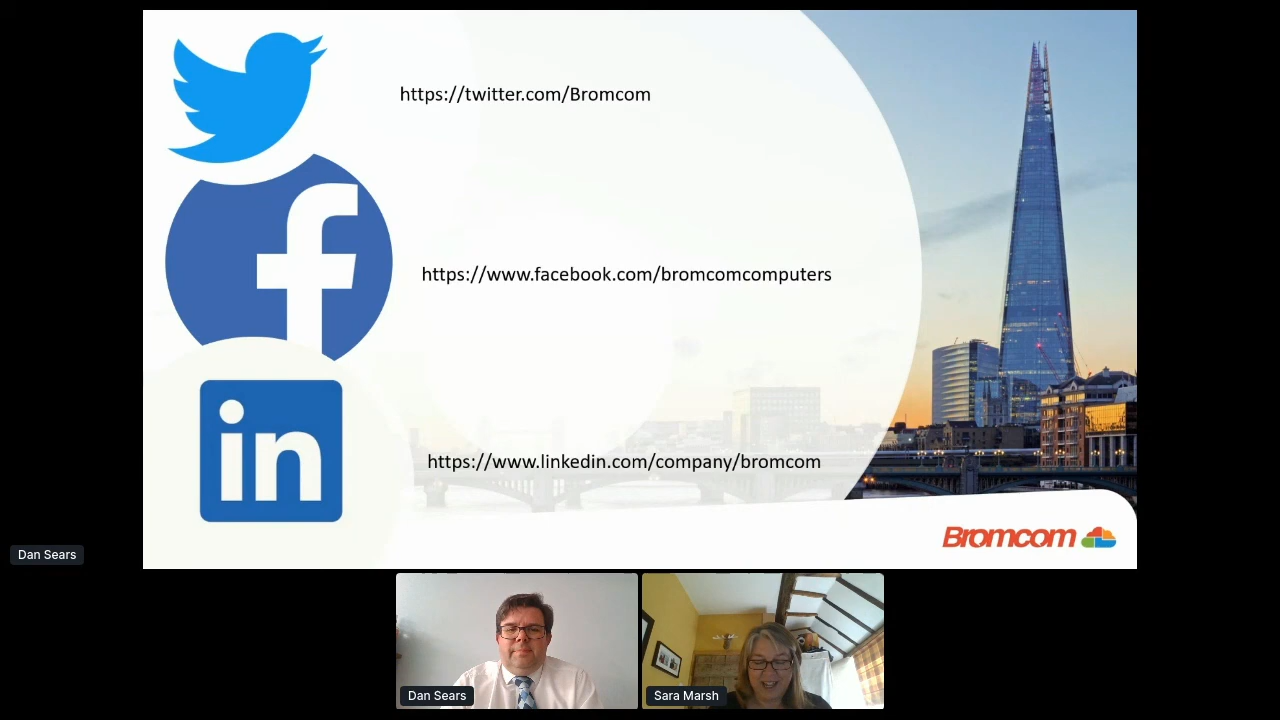 https://twitter.com/Bromcom
https://www.facebook.com/bromcomcomputers
in
https://www.linkedin.com/company/bromcom
Bromcom
Dan Sears
Dan Sears
Sara Marsh